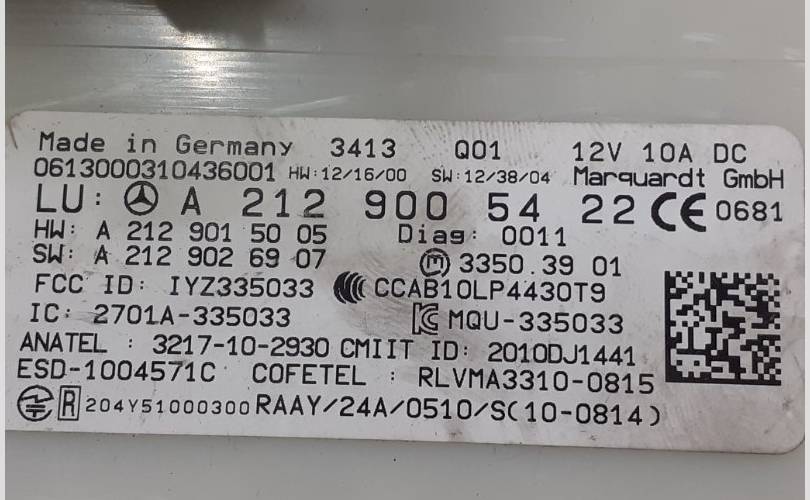 Made in Germany 3413 Q01 12V 10A DC
0613000310436001 HW:12/16/00 SW:12/38/04 Marquardt GmbH
LU: A 212 900 54 22 CE 0681
HW: A 212 901 50 05 Diag: 0011
SW: A 212 902 69 07 M 3350.39 01
FCC ID: IYZ335033 CCAB10LP4430T9
IC: 2701A-335033 MQU-335033
ANATEL : 3217-10-2930 CMIIT ID: 2010DJ1441
ESD-1004571C COFETEL : RLVMA3310-0815
R 204Y51000300 RAAY/24A/0510/S(10-0814)